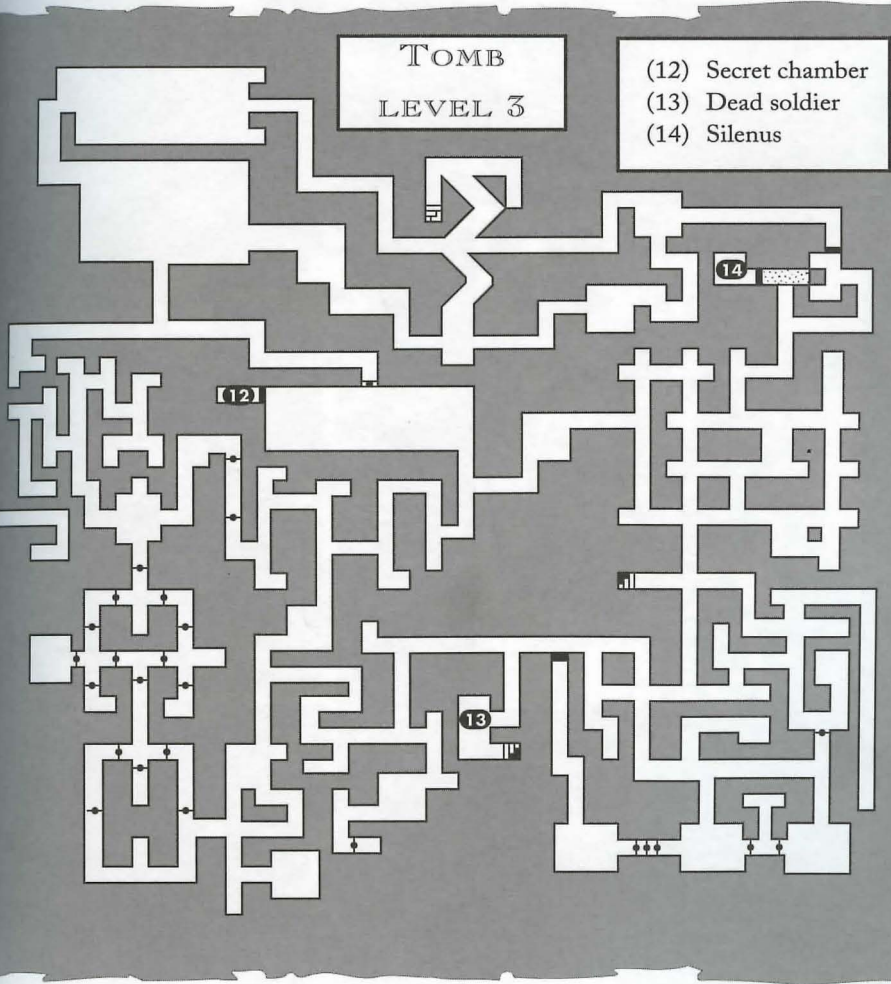 TOMB
LEVEL 3
(12) Secret chamber
(13) Dead soldier
(14) Silenus
14
12
13